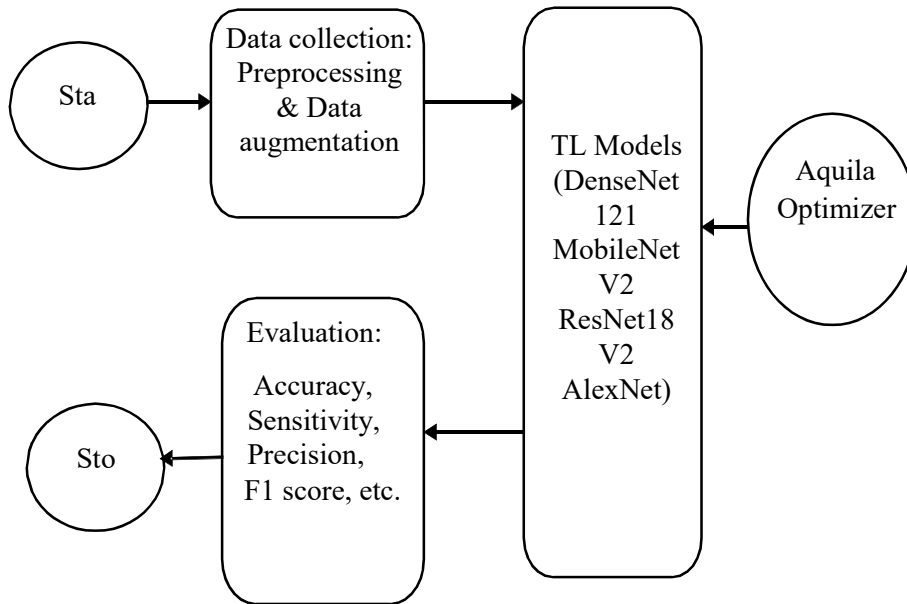 Sta
Data collection:
Preprocessing
& Data
augmentation
TL Models
(DenseNet
121
MobileNet
V2
ResNet18
V2
AlexNet)
Aquila
Optimizer
Evaluation:
Accuracy,
Sensitivity,
Precision,
F1 score, etc.
Sto